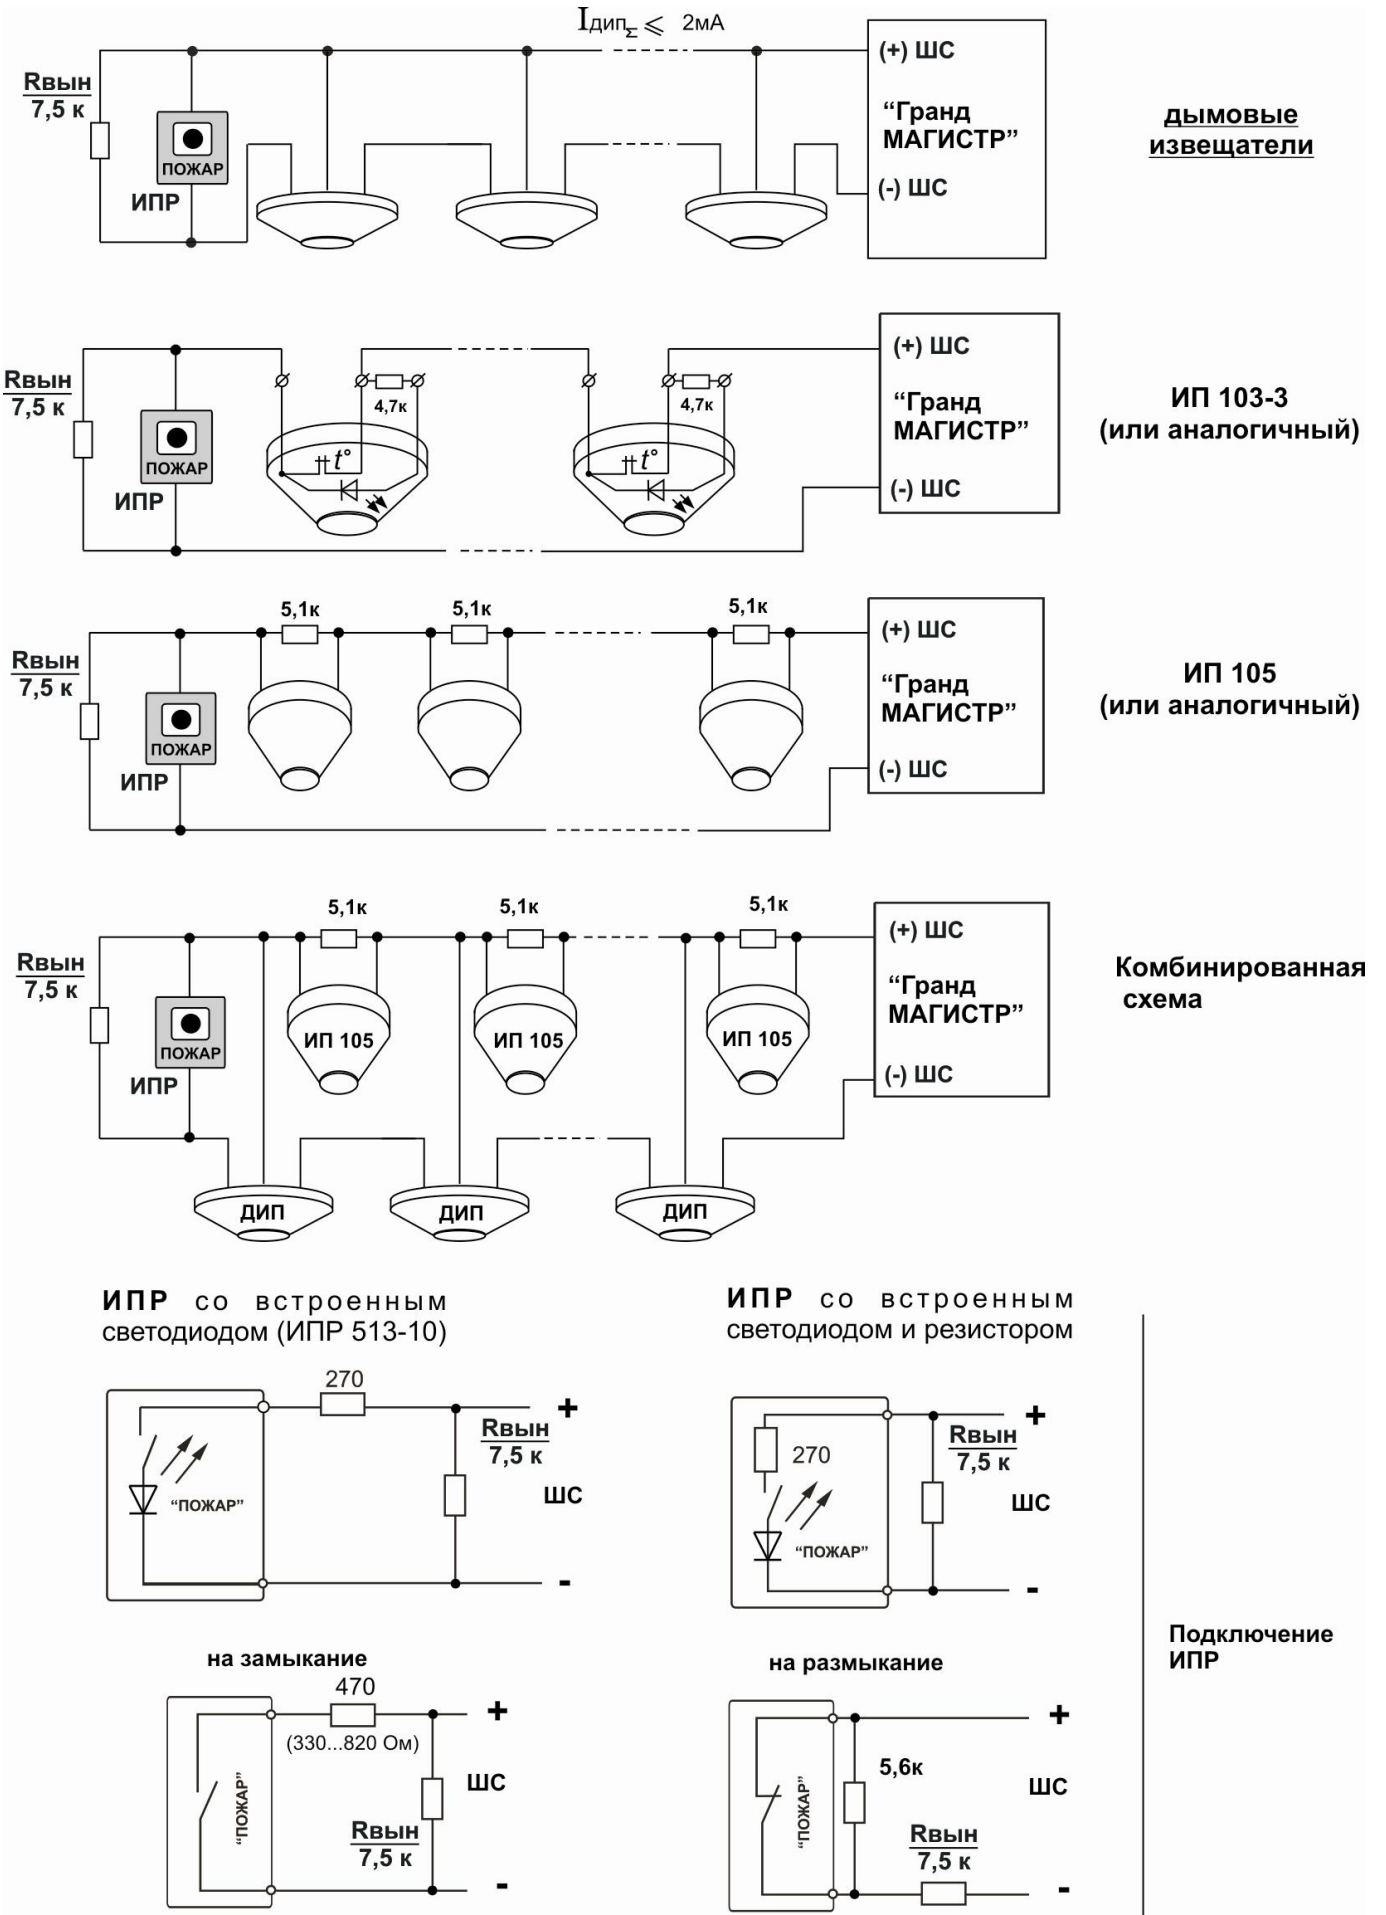 IдипΣ ⩽ 2мА
Rвын
7,5 к
ПОЖАР
ИПР
(+) ШС
“Гранд
МАГИСТР”
(-) ШС
дымовые
извещатели
Rвын
7,5 к
ПОЖАР
ИПР
4,7к
t°
4,7к
t°
(+) ШС
“Гранд
МАГИСТР”
(-) ШС
ИП 103-3
(или аналогичный)
Rвын
7,5 к
ПОЖАР
ИПР
5,1к
5,1к
5,1к
(+) ШС
“Гранд
МАГИСТР”
(-) ШС
ИП 105
(или аналогичный)
Rвын
7,5 к
ПОЖАР
ИПР
5,1к
5,1к
5,1к
ИП 105
ИП 105
ИП 105
ДИП
ДИП
ДИП
(+) ШС
“Гранд
МАГИСТР”
(-) ШС
Комбинированная
схема
ИПР со встроенным
светодиодом (ИПР 513-10)
270
+
Rвын
7,5 к
“ПОЖАР”
ШС
-
ИПР со встроенным
светодиодом и резистором
+
270
Rвын
7,5 к
ШС
“ПОЖАР”
-
на замыкание
470
(330...820 Ом)
+
“ПОЖАР”
ШС
Rвын
7,5 к
-
на размыкание
+
5,6к
“ПОЖАР”
ШС
Rвын
7,5 к
-
Подключение
ИПР